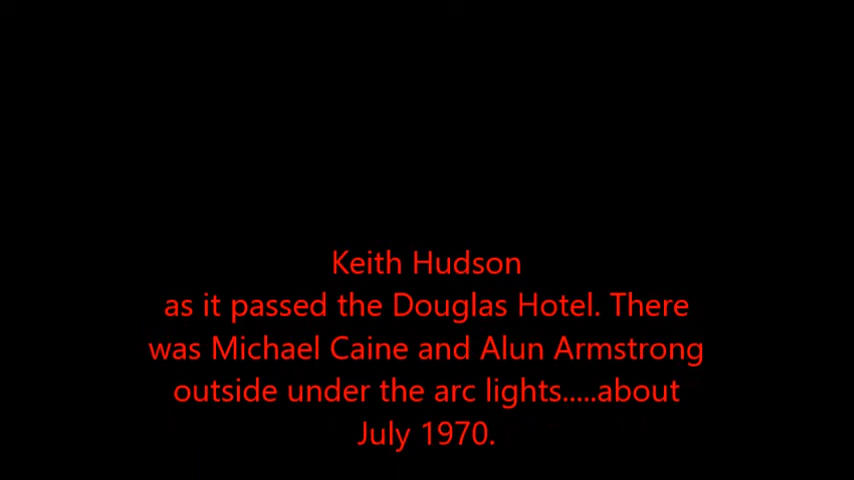 Keith Hudson
as it passed the Douglas Hotel. There
was Michael Caine and Alun Armstrong
outside under the arc lights.....about
July 1970.